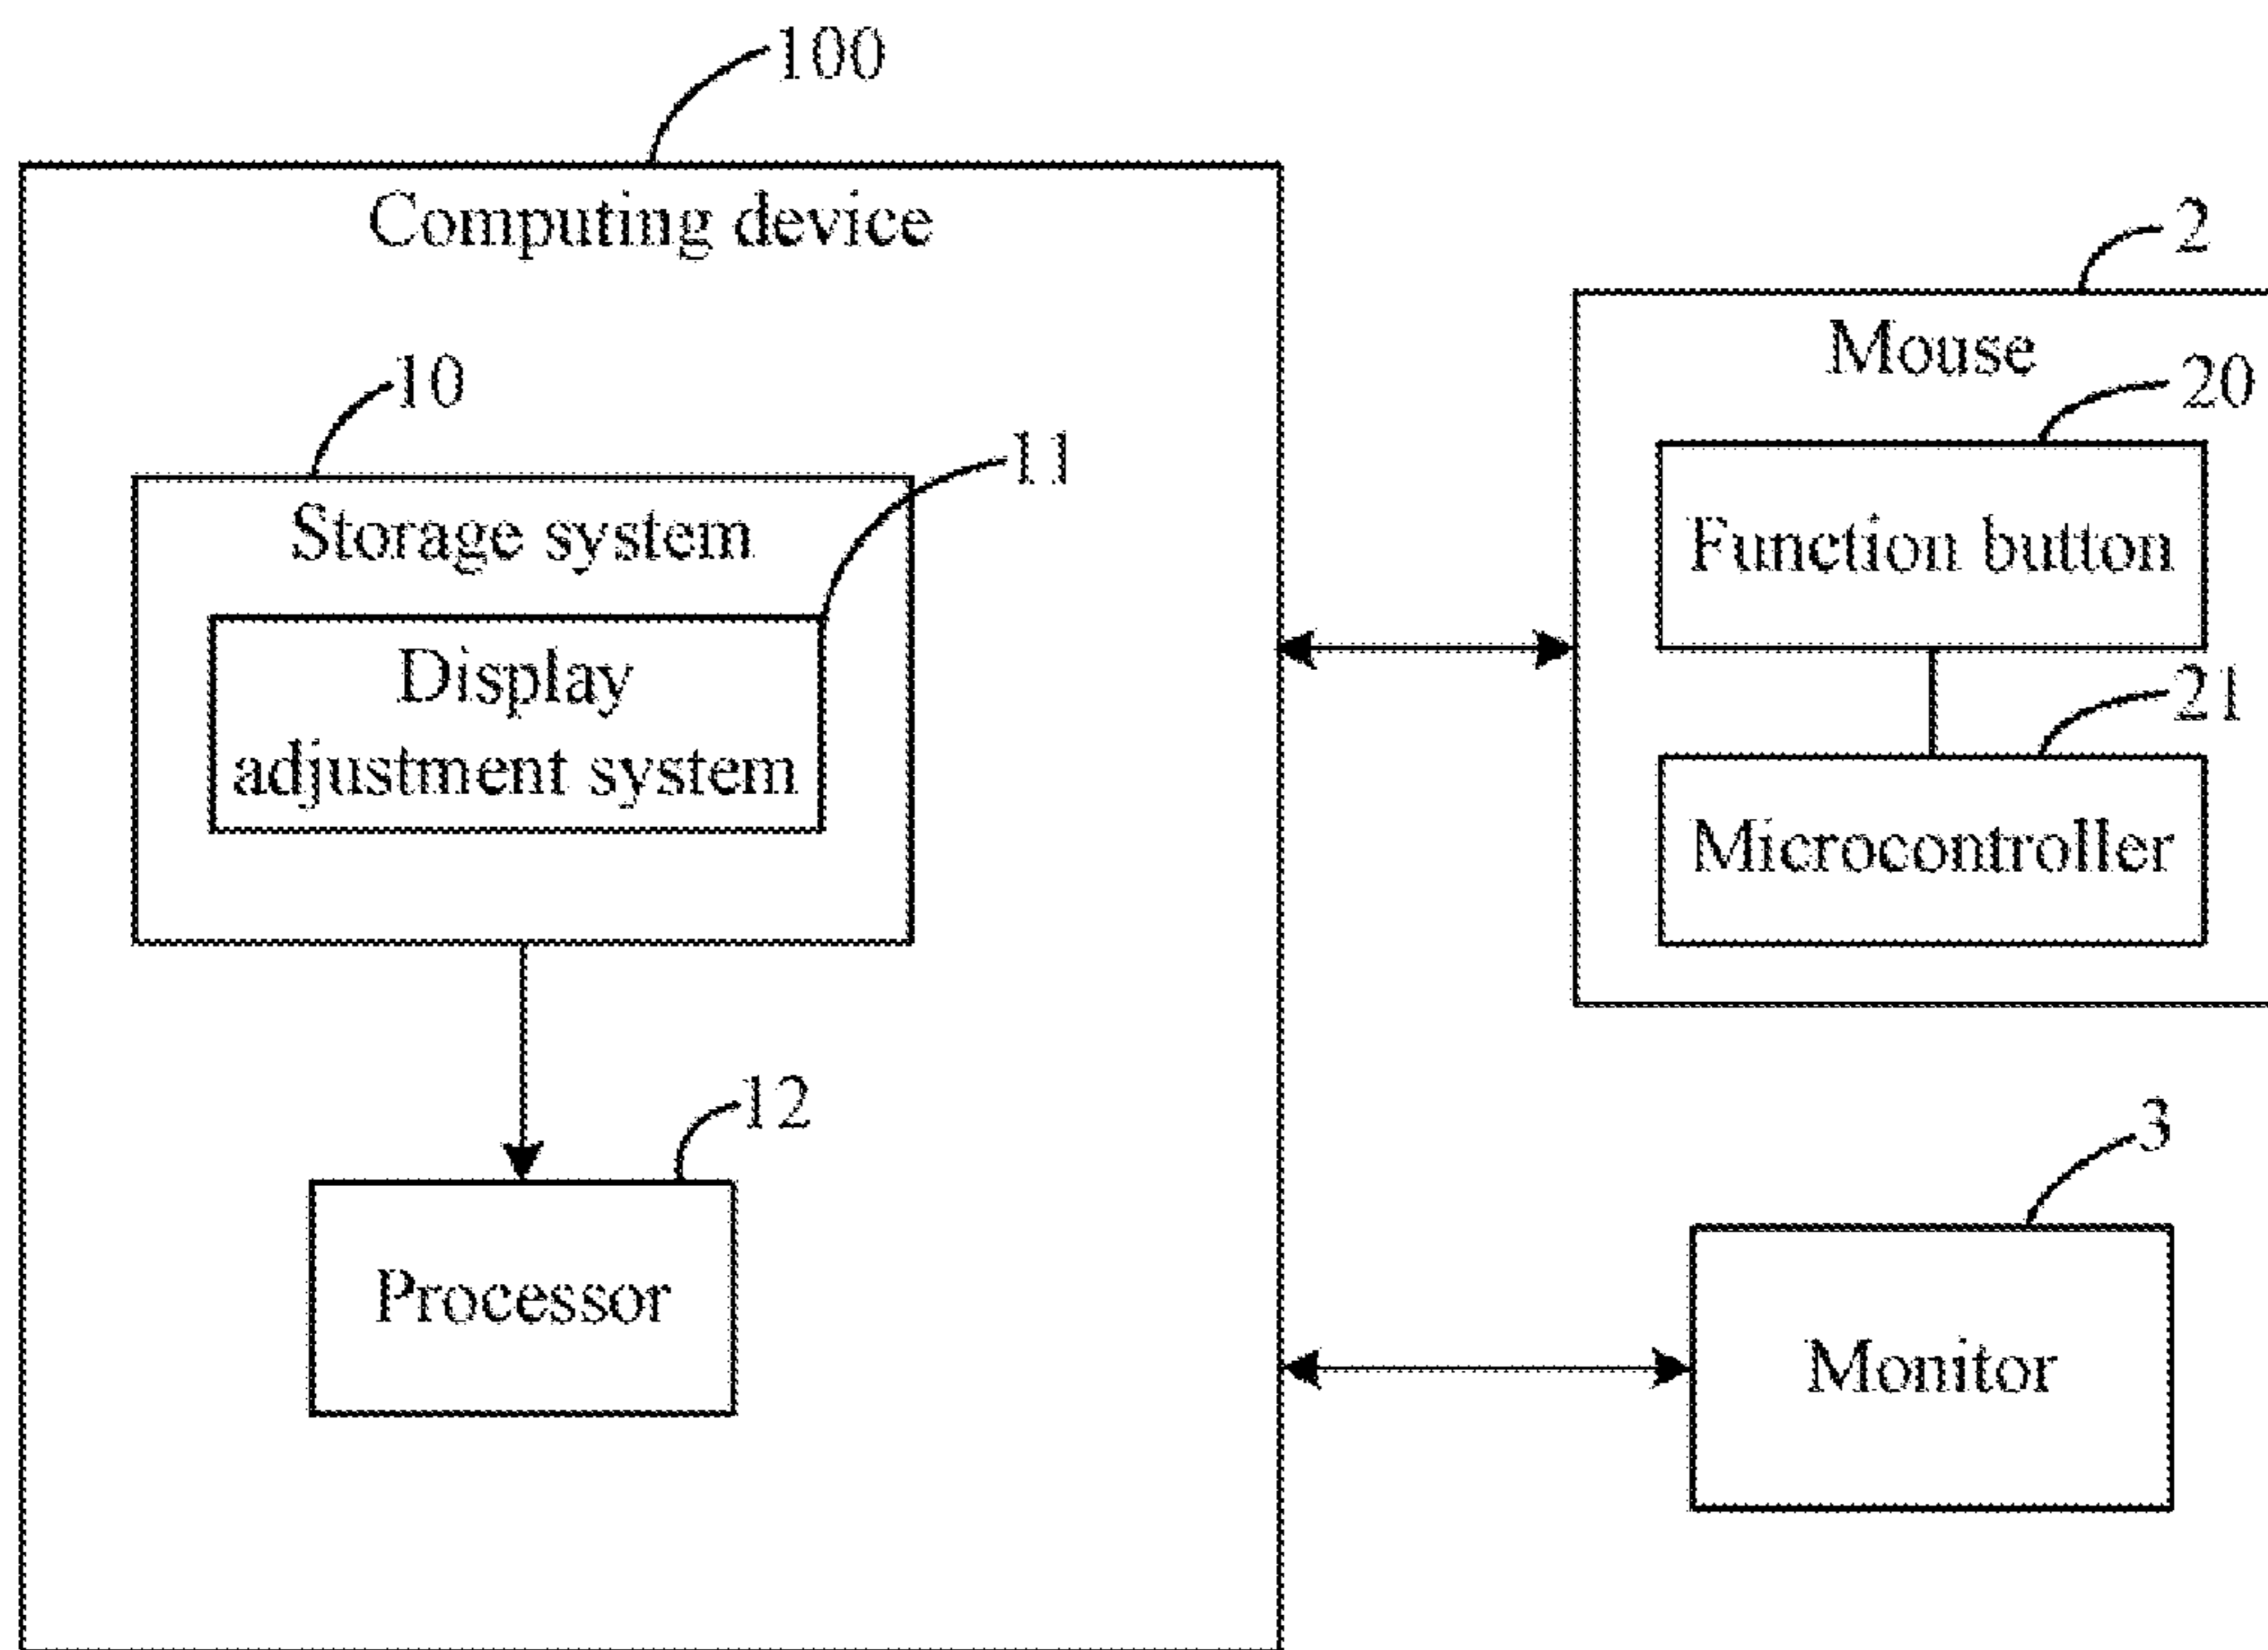 100
Computing device
2
Mouse
10
20
11
Storage system
Function button
Display
adjustment system
21
Microcontroller
12
3
Processor
Monitor